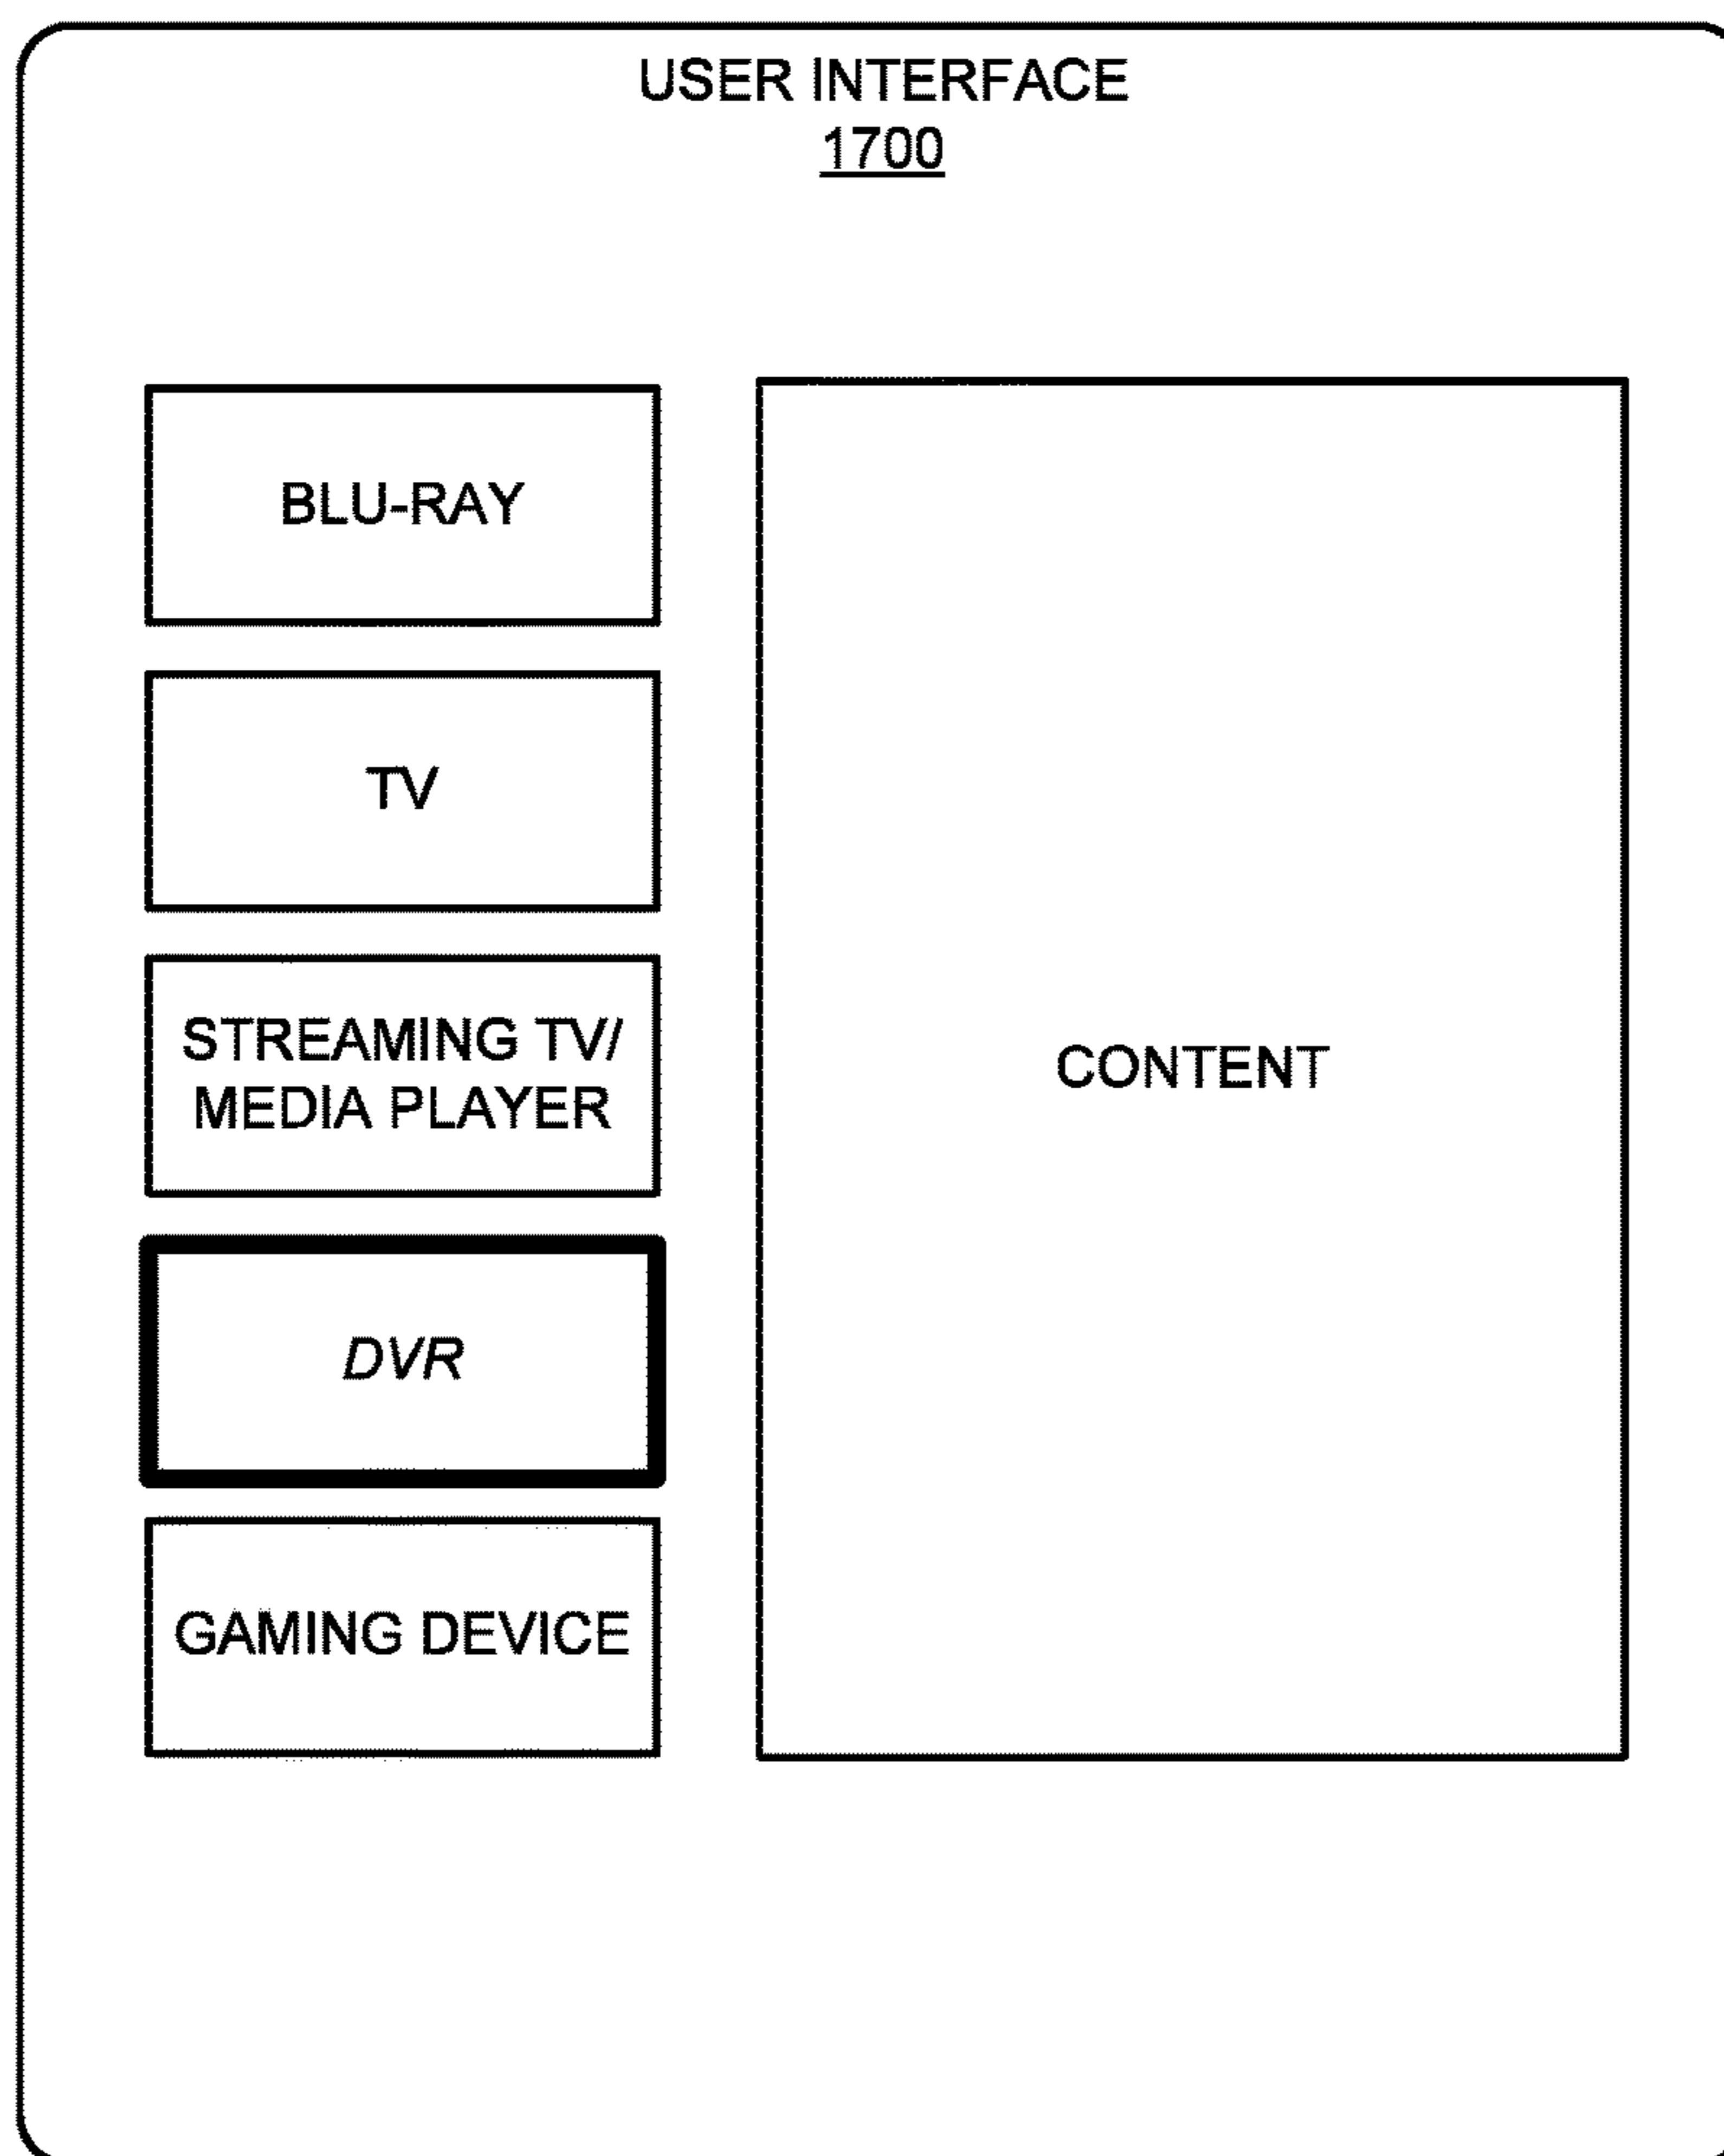 USER INTERFACE
1700
BLU-RAY
TV
STREAMING TV/
MEDIA PLAYER
DVR
GAMING DEVICE
CONTENT